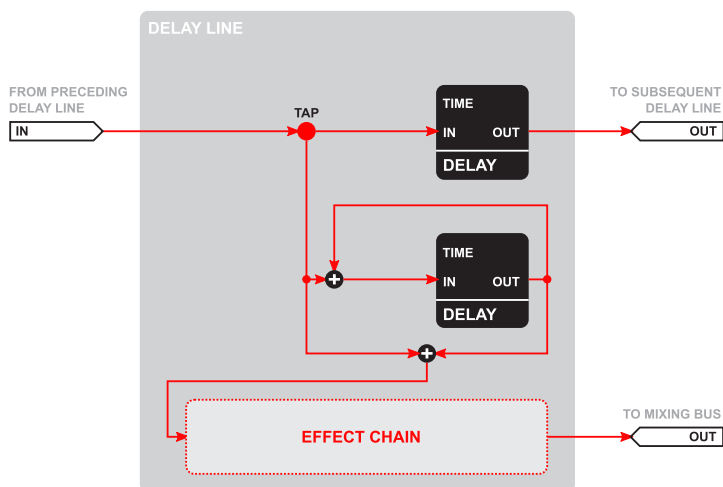 DELAY LINE
FROM PRECEDING
DELAY LINE
IN
TAP
TIME
IN OUT
DELAY
TO SUBSEQUENT
DELAY LINE
OUT
TIME
IN OUT
DELAY
EFFECT CHAIN
TO MIXING BUS
OUT